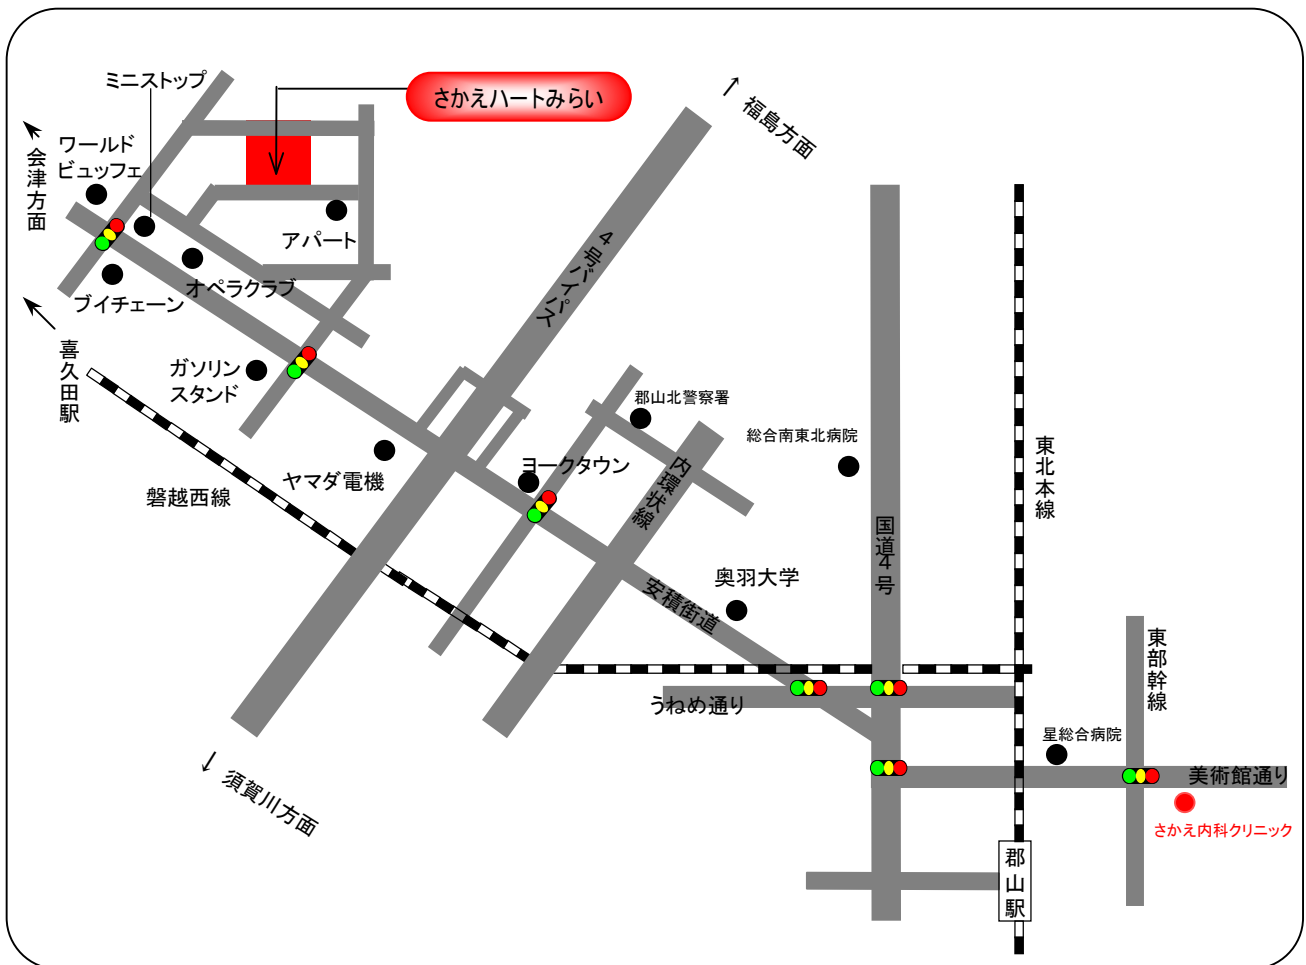 ミニストップ
さかえハートみらい
↑
福島方面
ワールド
ビュッフェ
会津方面
アパート
4号バイパス
オペラクラブ
ブイチェーン
喜久田駅
ガソリン
スタンド
郡山北警察署
総合南東北病院
東北本線
ヨークタウン
内環状線
ヤマダ電機
磐越西線
国道4号
奥羽大学
安積街道
東部幹線
うねめ通り
星総合病院
↓
須賀川方面
美術館通り
さかえ内科クリニック
郡山駅